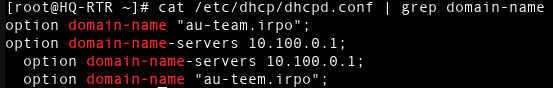 [root@HQ-RTR ~]# cat /etc/dhcp/dhcpd.conf | grep domain-name
option domain-name "au-team.irpo";
option domain-name-servers 10.100.0.1;
  option domain-name-servers 10.100.0.1;
  option domain-name "au-teem.irpo";